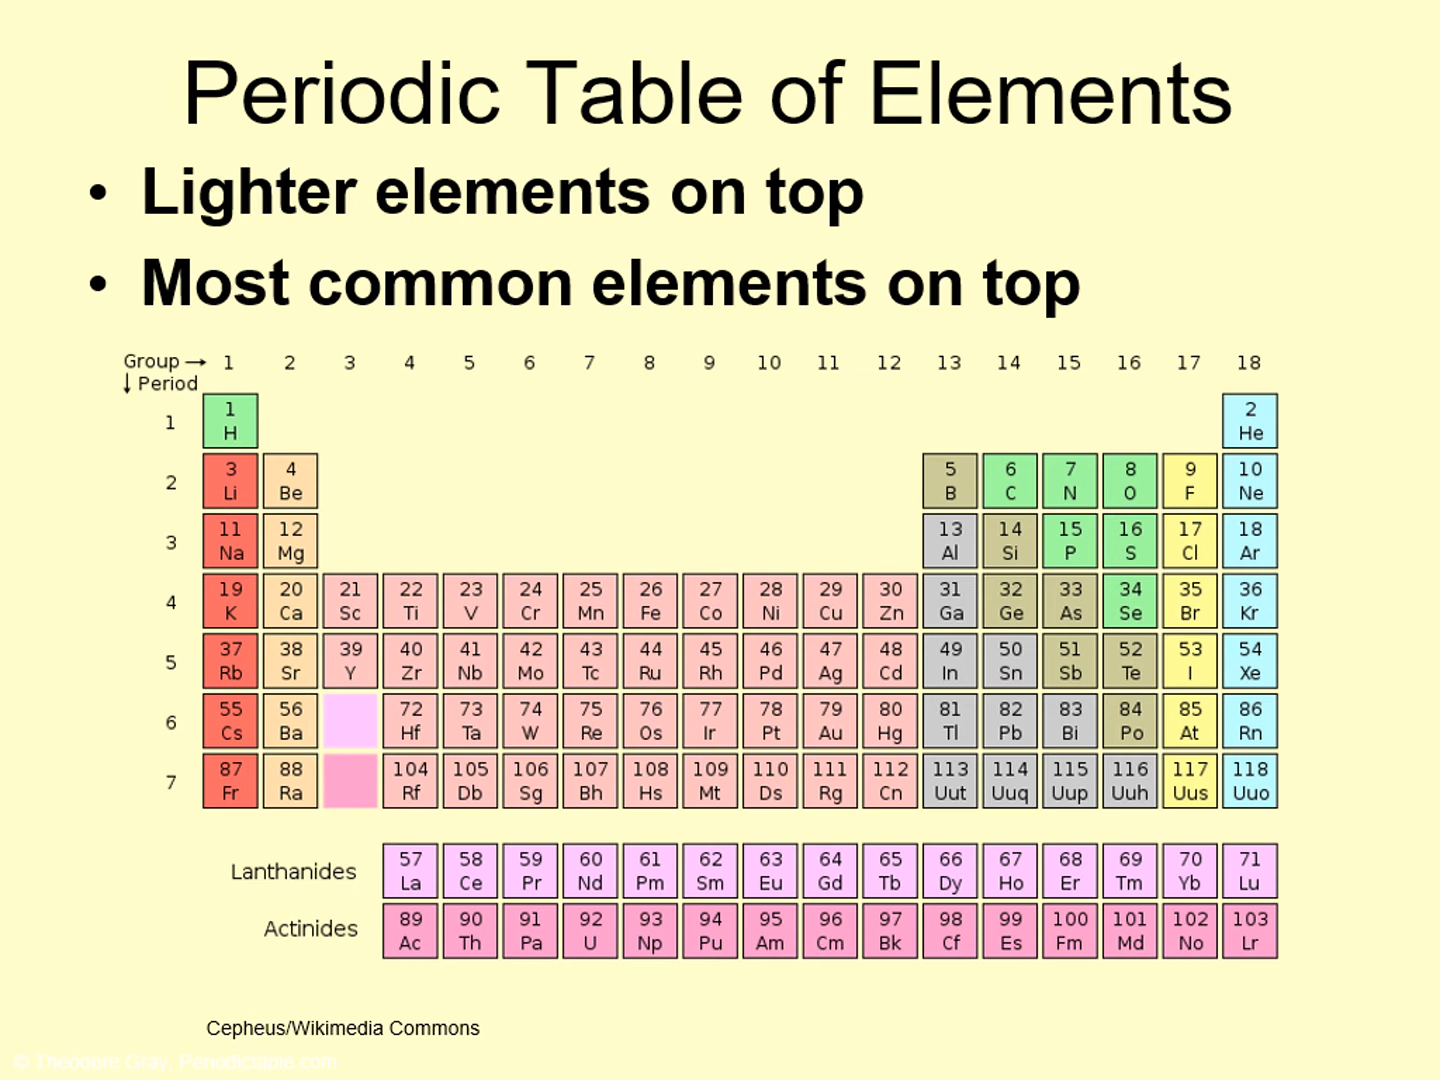 Periodic Table of Elements
• Lighter elements on top
• Most common elements on top
Group → 1 2 3 4 5 6 7 8 9 10 11 12 13 14 15 16 17 18
↓ Period
1 1 H 2 He
2 3 Li 4 Be 5 B 6 C 7 N 8 O 9 F 10 Ne
3 11 Na 12 Mg 13 Al 14 Si 15 P 16 S 17 Cl 18 Ar
4 19 K 20 Ca 21 Sc 22 Ti 23 V 24 Cr 25 Mn 26 Fe 27 Co 28 Ni 29 Cu 30 Zn 31 Ga 32 Ge 33 As 34 Se 35 Br 36 Kr
5 37 Rb 38 Sr 39 Y 40 Zr 41 Nb 42 Mo 43 Tc 44 Ru 45 Rh 46 Pd 47 Ag 48 Cd 49 In 50 Sn 51 Sb 52 Te 53 I 54 Xe
6 55 Cs 56 Ba 72 Hf 73 Ta 74 W 75 Re 76 Os 77 Ir 78 Pt 79 Au 80 Hg 81 Tl 82 Pb 83 Bi 84 Po 85 At 86 Rn
7 87 Fr 88 Ra 104 Rf 105 Db 106 Sg 107 Bh 108 Hs 109 Mt 110 Ds 111 Rg 112 Cn 113 Uut 114 Uuq 115 Uup 116 Uuh 117 Uus 118 Uuo
Lanthanides 57 La 58 Ce 59 Pr 60 Nd 61 Pm 62 Sm 63 Eu 64 Gd 65 Tb 66 Dy 67 Ho 68 Er 69 Tm 70 Yb 71 Lu
Actinides 89 Ac 90 Th 91 Pa 92 U 93 Np 94 Pu 95 Am 96 Cm 97 Bk 98 Cf 99 Es 100 Fm 101 Md 102 No 103 Lr
Cepheus/Wikimedia Commons
© Theodore Gray, Periodictable.com